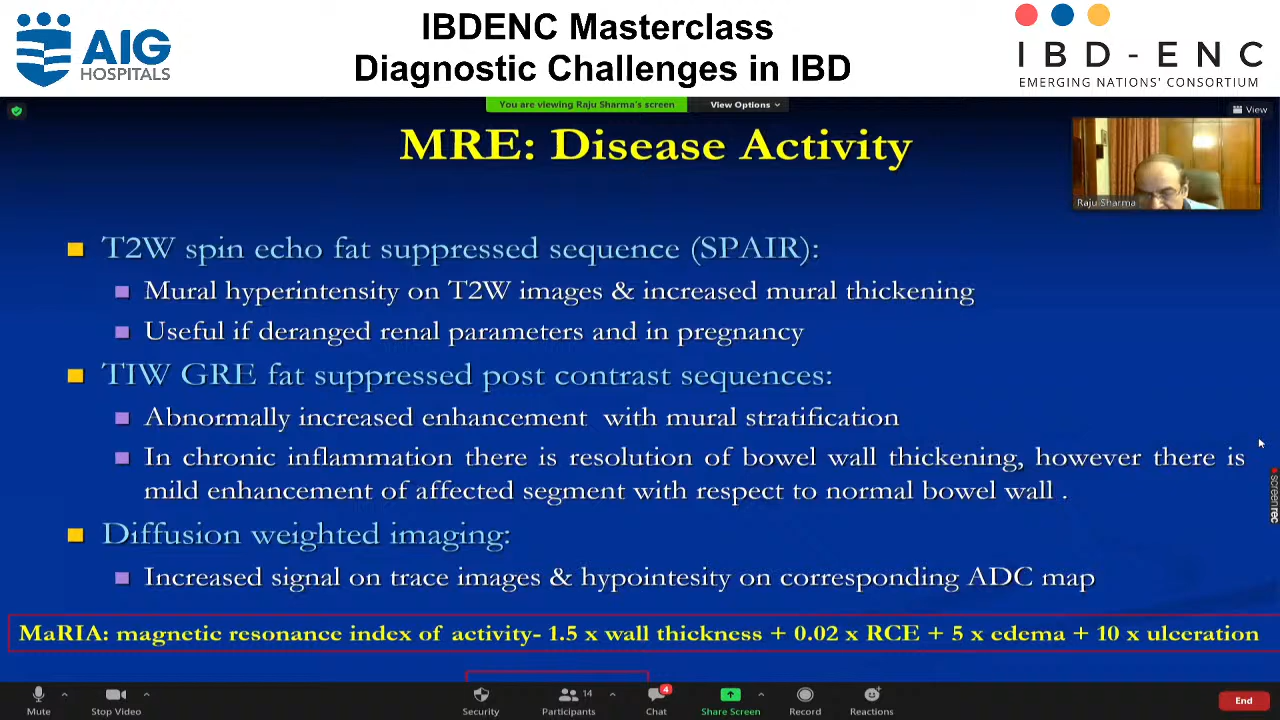 AIG
HOSPITALS
IBDENC Masterclass
Diagnostic Challenges in IBD
IBD-ENC
EMERGING NATIONS' CONSORTIUM
You are viewing Raju Sharma's screen
View Options
View
MRE: Disease Activity
Raju Sharma
T2W spin echo fat suppressed sequence (SPAIR):
Mural hyperintensity on T2W images & increased mural thickening
Useful if deranged renal parameters and in pregnancy
TIW GRE fat suppressed post contrast sequences:
Abnormally increased enhancement with mural stratification
In chronic inflammation there is resolution of bowel wall thickening, however there is
mild enhancement of affected segment with respect to normal bowel wall .
Diffusion weighted imaging:
Increased signal on trace images & hypointesity on corresponding ADC map
MaRIA: magnetic resonance index of activity- 1.5 x wall thickness + 0.02 x RCE + 5 x edema + 10 x ulceration
screenrec
Mute
Stop Video
Security
Participants
14
Chat
4
Share Screen
Record
Reactions
End